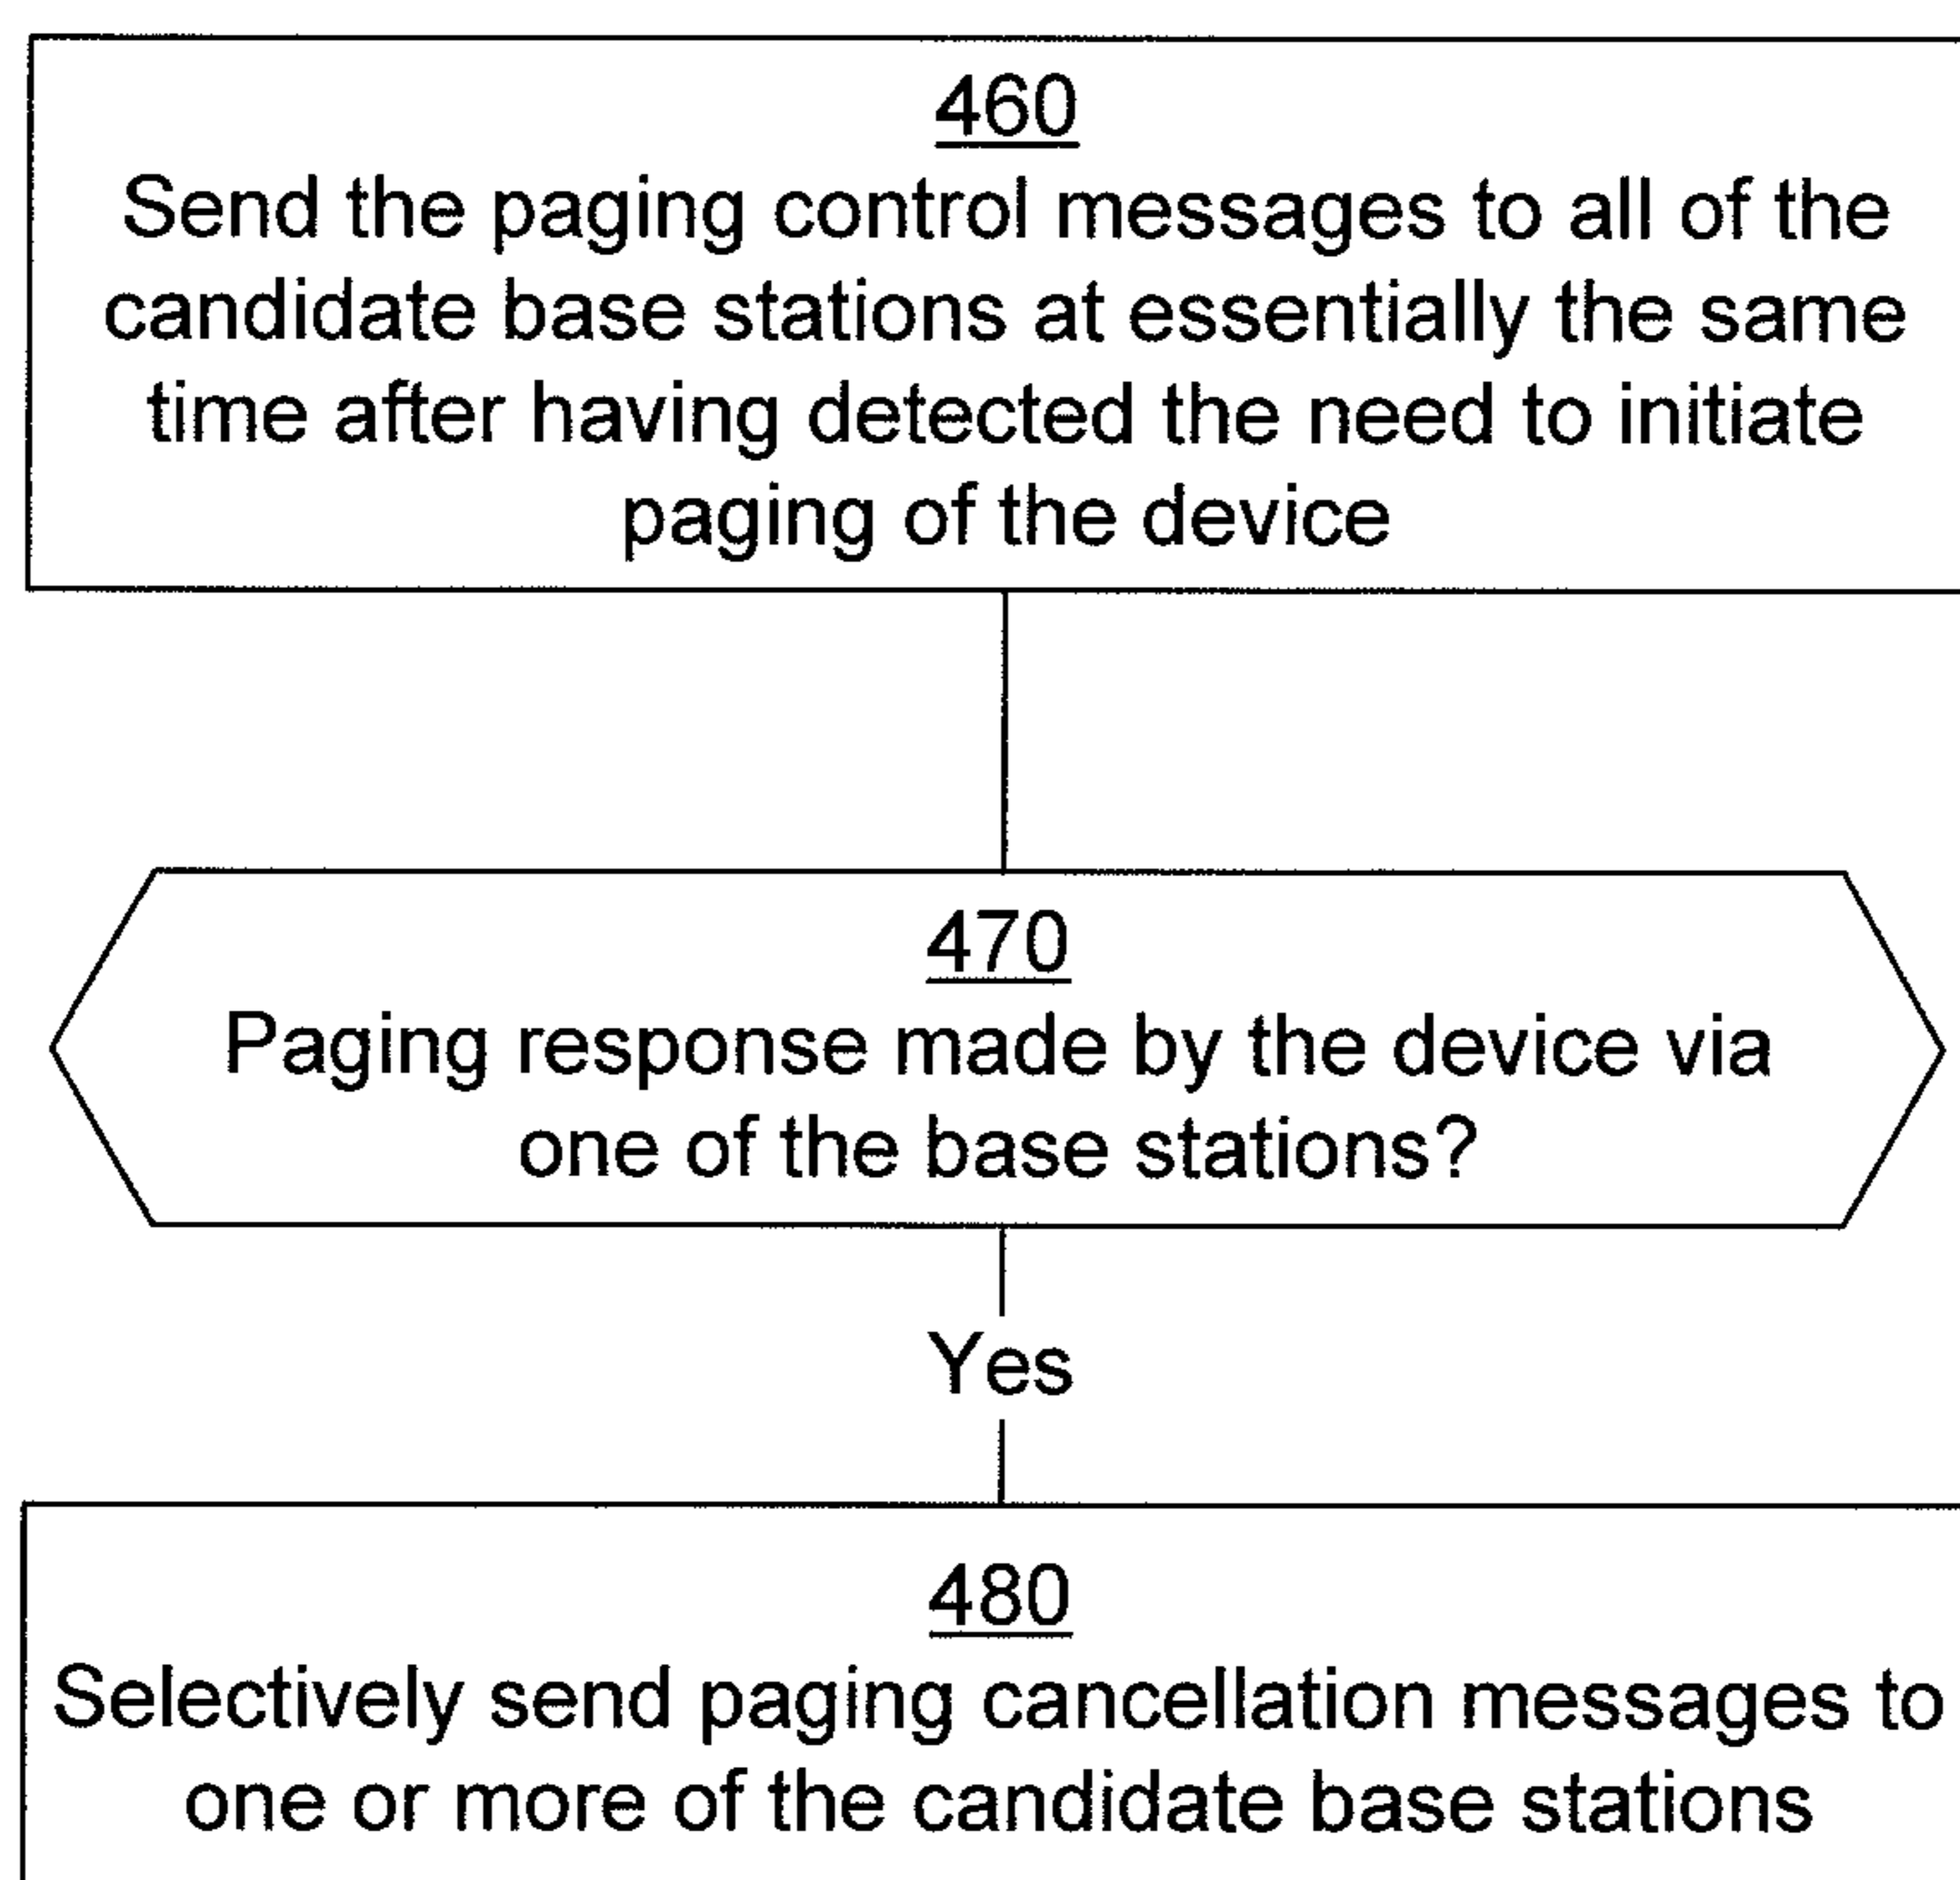 460
Send the paging control messages to all of the
candidate base stations at essentially the same
time after having detected the need to initiate
paging of the device
470
Paging response made by the device via
one of the base stations?
Yes
480
Selectively send paging cancellation messages to
one or more of the candidate base stations